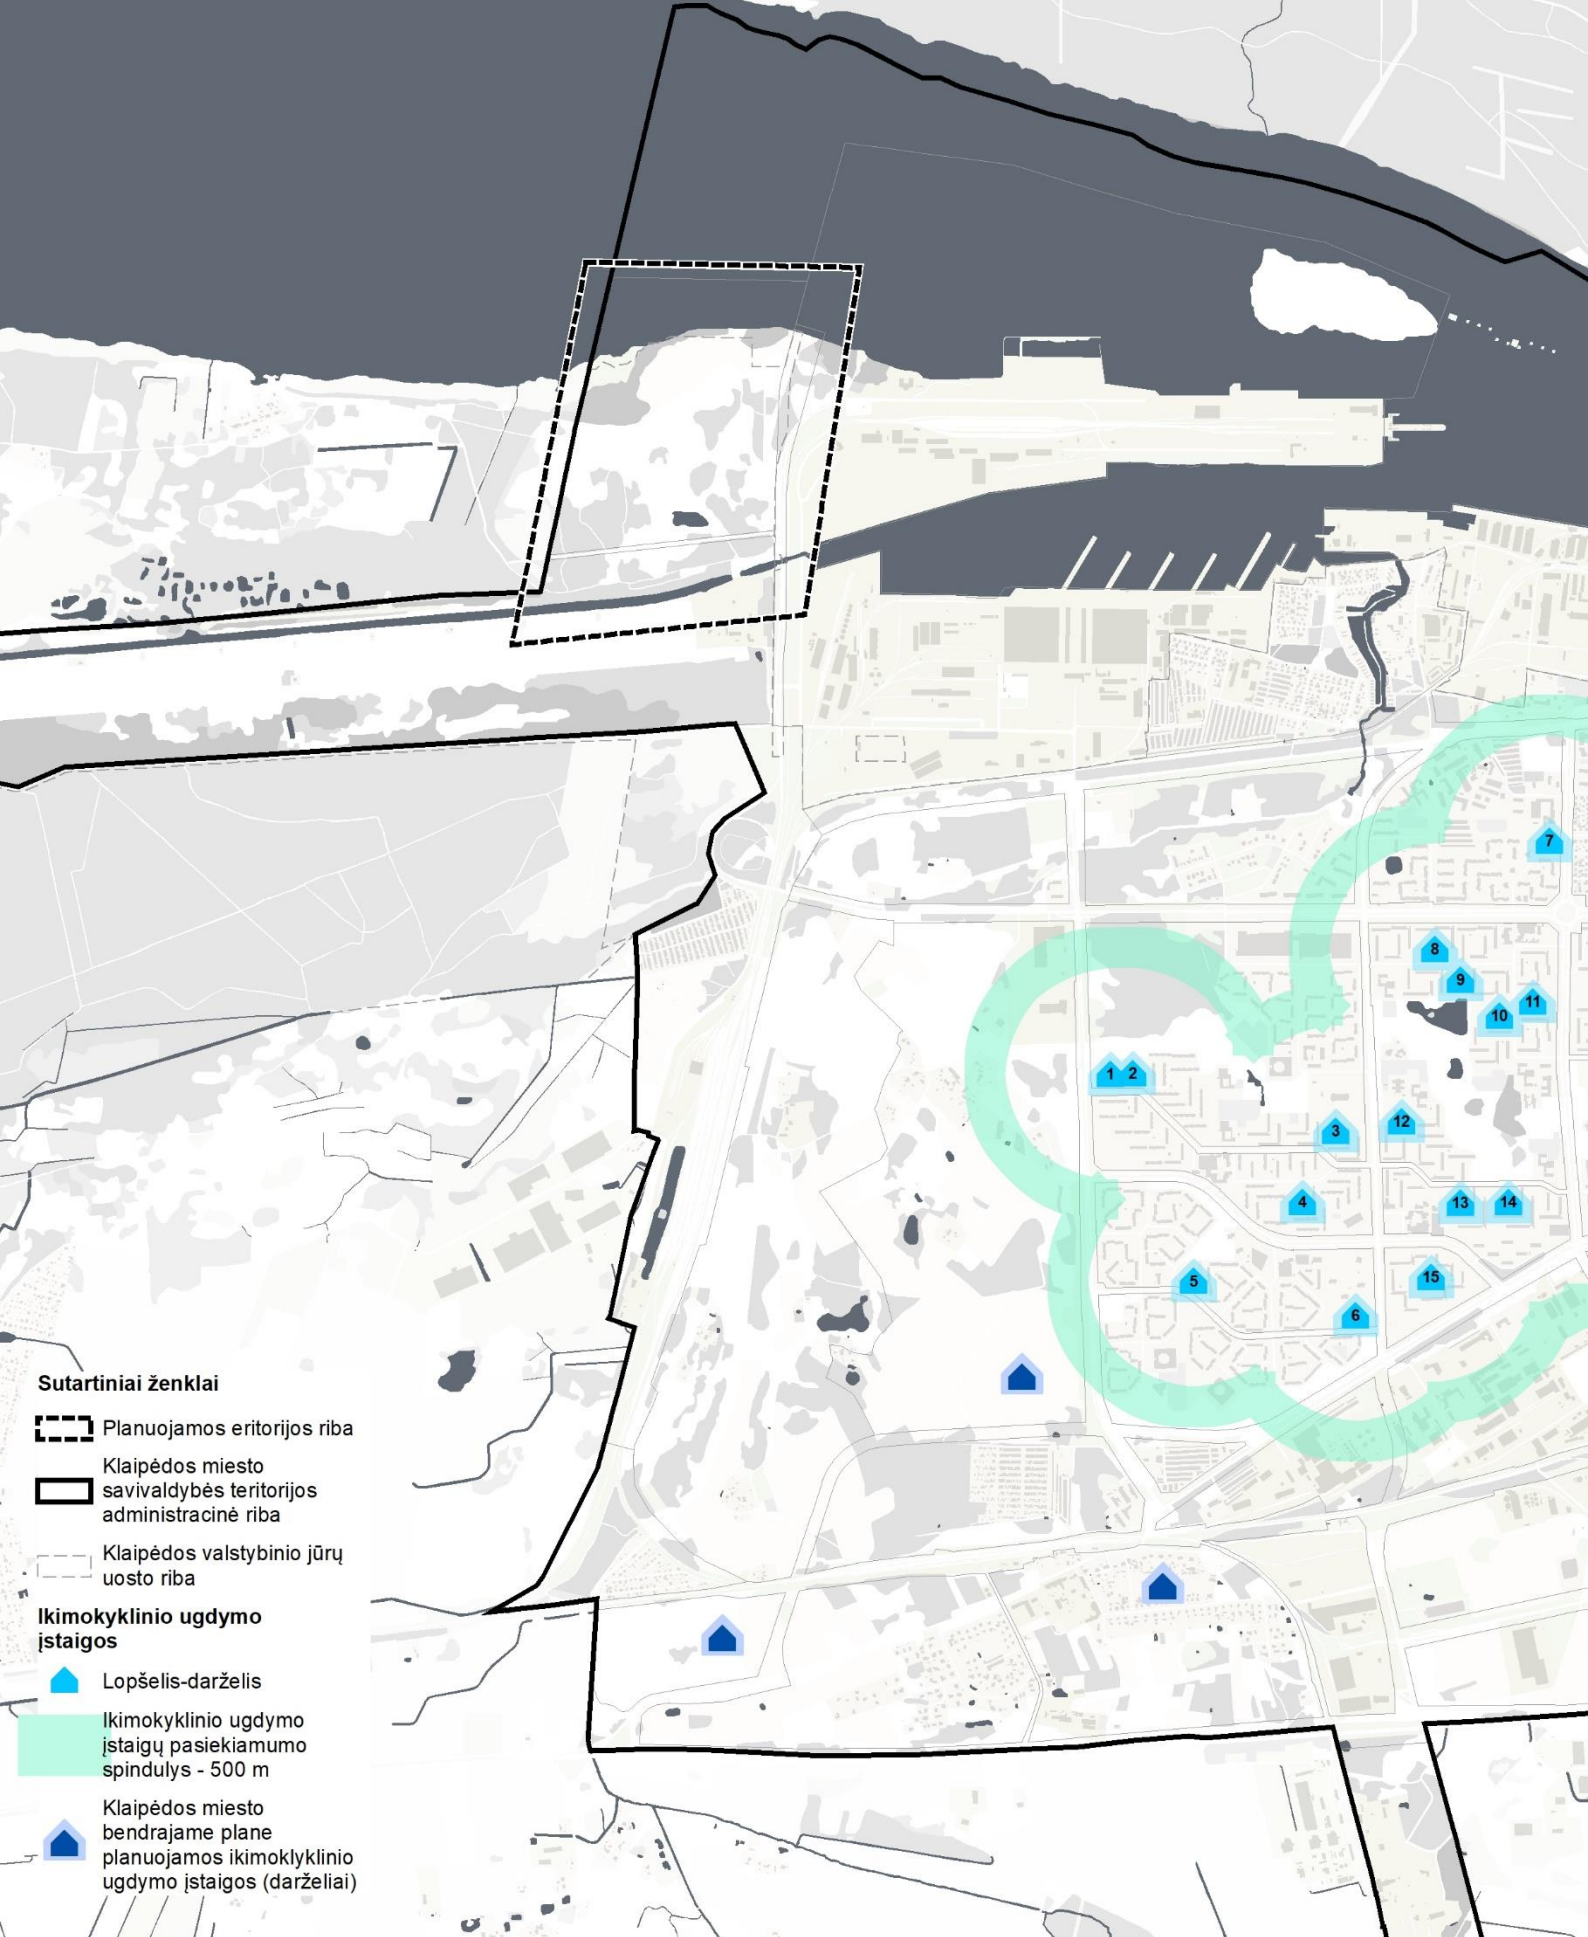 7
8
9
10
11
1
2
3
12
4
13
14
5
15
6
Sutartiniai ženklai
Planuojamos eritorijos riba
Klaipėdos miesto
savivaldybės teritorijos
administracinė riba
Klaipėdos valstybinio jūrų
uosto riba
Ikimokyklinio ugdymo
įstaigos
Lopšelis-darželis
Ikimokyklinio ugdymo
įstaigų pasiekiamumo
spindulys - 500 m
Klaipėdos miesto
bendrajame plane
planuojamos ikimoklyklinio
ugdymo įstaigos (darželiai)